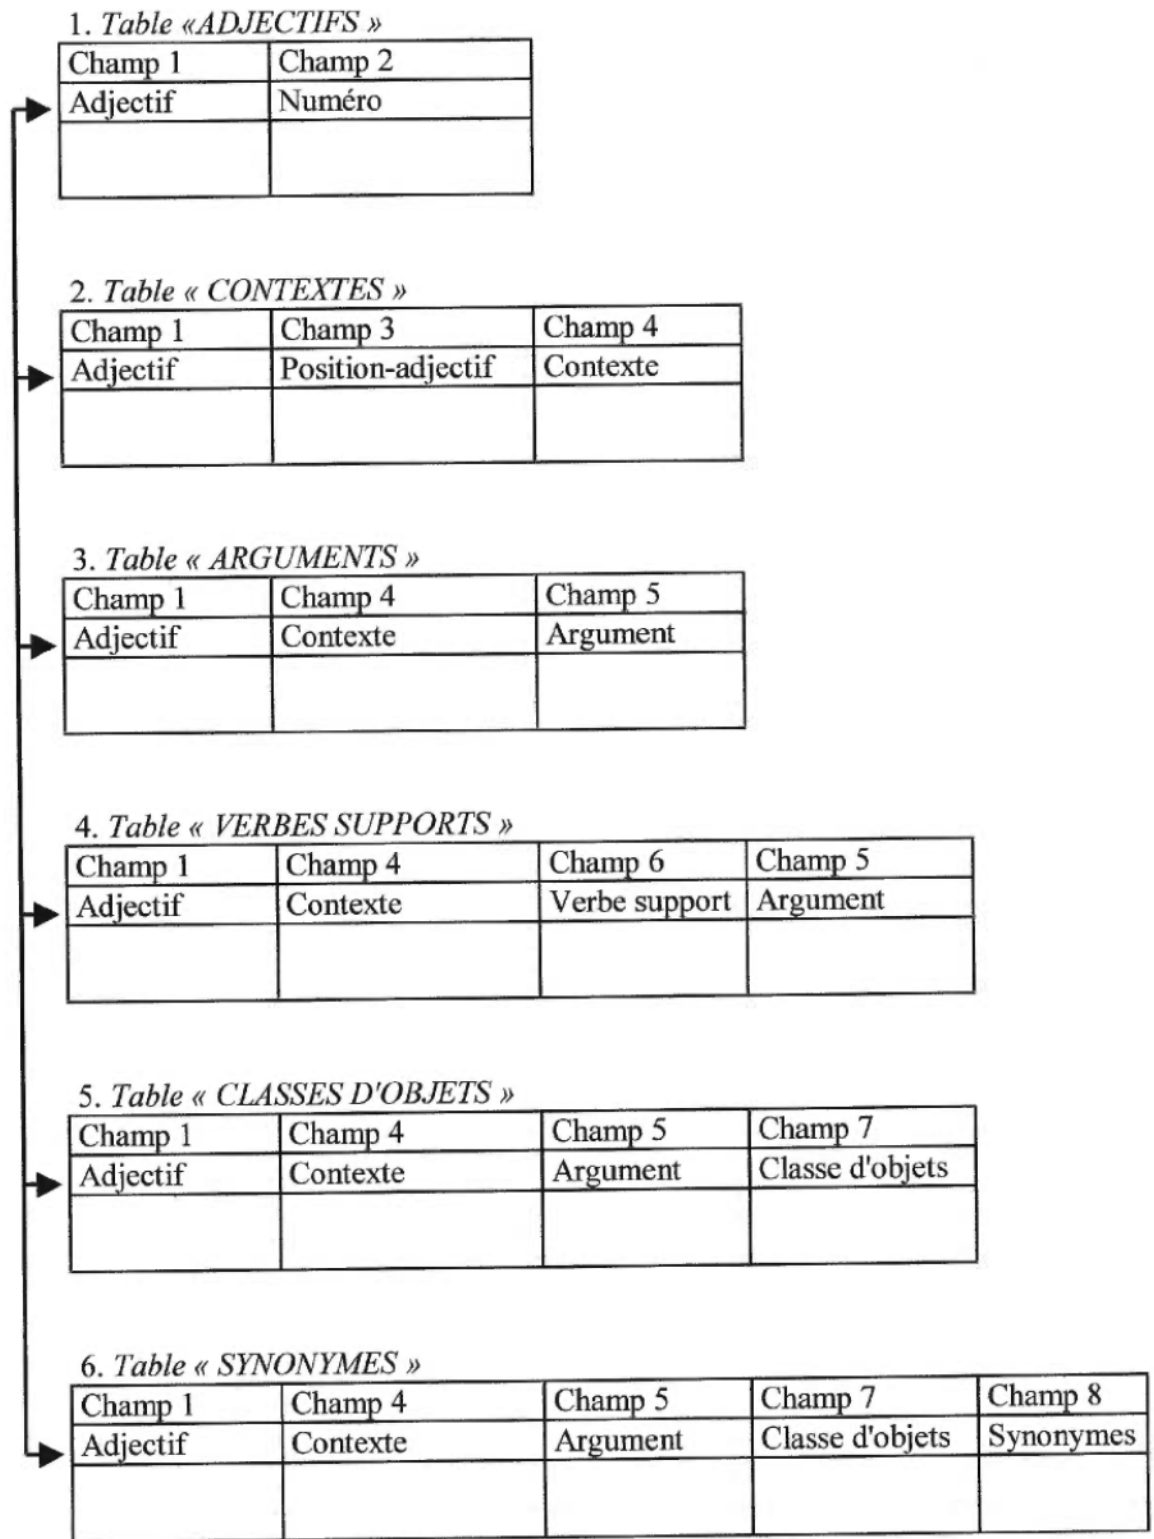 1. Table «ADJECTIFS »
Champ 1 Champ 2
Adjectif Numéro
2. Table « CONTEXTES »
Champ 1 Champ 3 Champ 4
Adjectif Position-adjectif Contexte
3. Table « ARGUMENTS »
Champ 1 Champ 4 Champ 5
Adjectif Contexte Argument
4. Table « VERBES SUPPORTS »
Champ 1 Champ 4 Champ 6 Champ 5
Adjectif Contexte Verbe support Argument
5. Table « CLASSES D'OBJETS »
Champ 1 Champ 4 Champ 5 Champ 7
Adjectif Contexte Argument Classe d'objets
6. Table « SYNONYMES »
Champ 1 Champ 4 Champ 5 Champ 7 Champ 8
Adjectif Contexte Argument Classe d'objets Synonymes